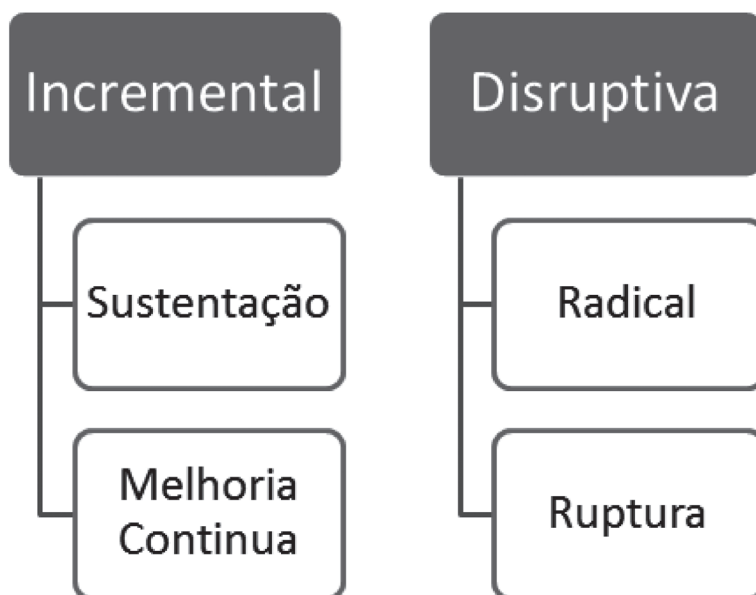 Incremental
Sustentação
Melhoria
Continua
Disruptiva
Radical
Ruptura